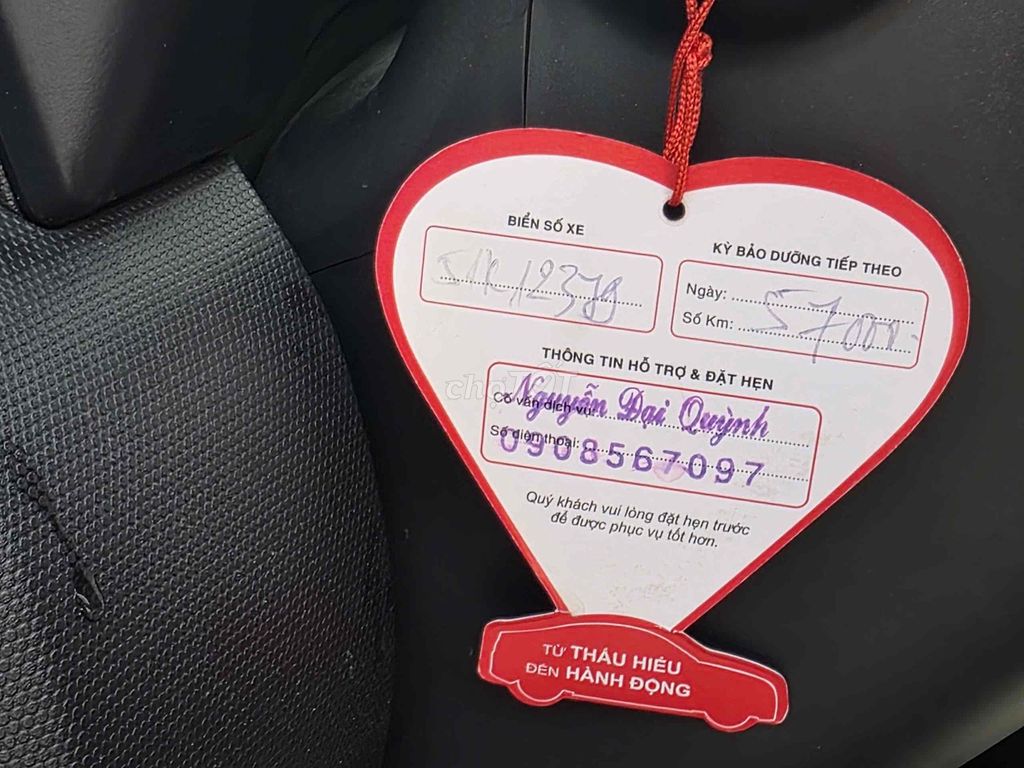 BIỂN SỐ XE
KỲ BẢO DƯỠNG TIẾP THEO
Ngày:
Số Km: 57000
THÔNG TIN HỖ TRỢ & ĐẶT HẸN
Cố vấn dịch vụ: Nguyễn Đại Quỳnh
Số điện thoại: 0908567097
Quý khách vui lòng đặt hẹn trước
để được phục vụ tốt hơn.
TỪ THẤU HIỂU
ĐẾN HÀNH ĐỘNG